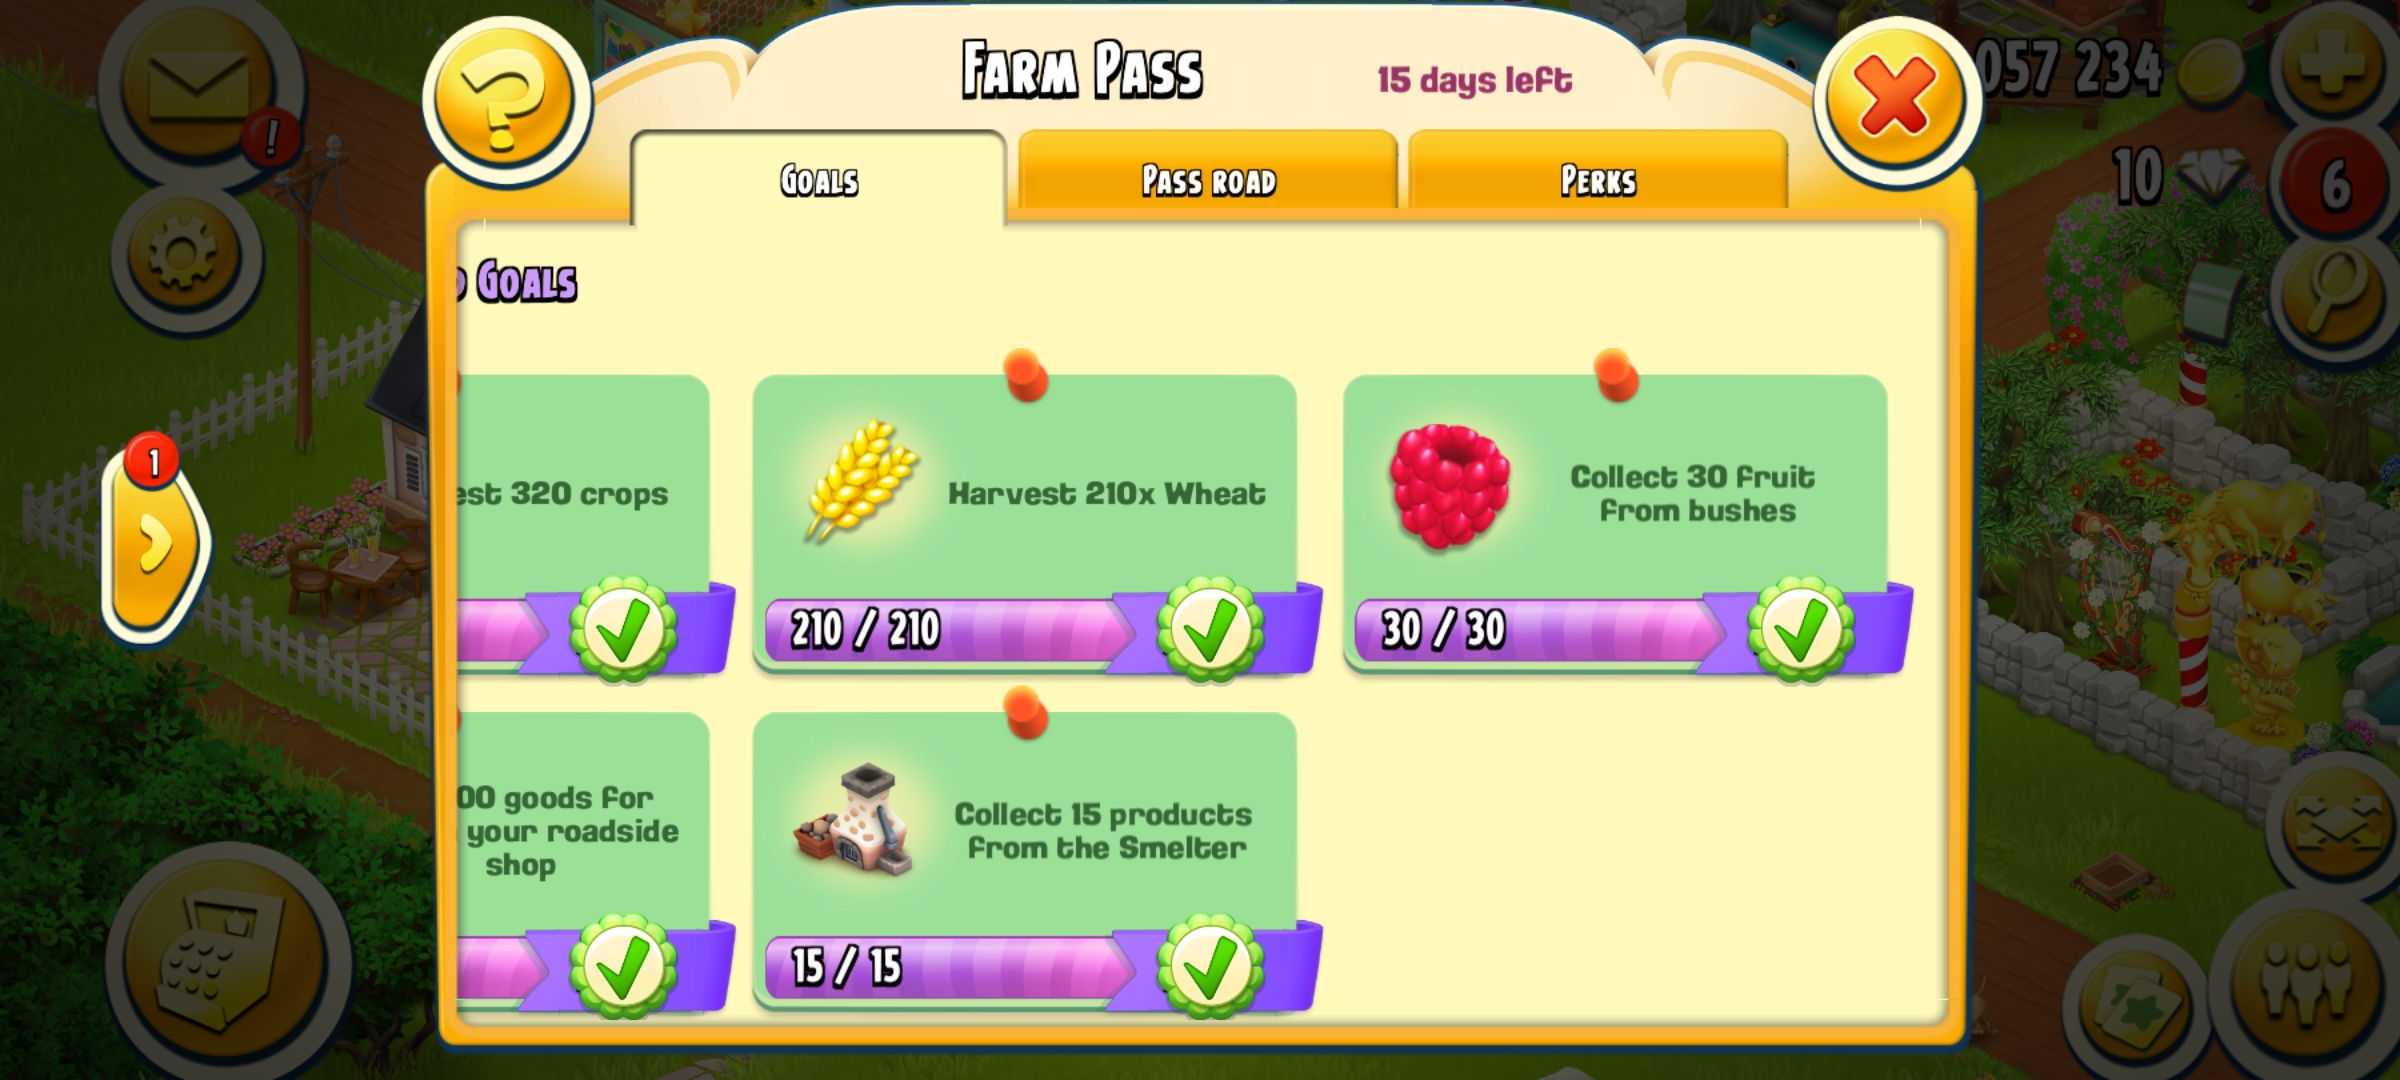 FARM PASS
15 days left
057 234
10
6
GOALS
PASS ROAD
PERKS
GOALS
1
320 crops
Harvest 210x Wheat
Collect 30 fruit
from bushes
210 / 210
30 / 30
00 goods for
your roadside
shop
Collect 15 products
from the Smelter
15 / 15